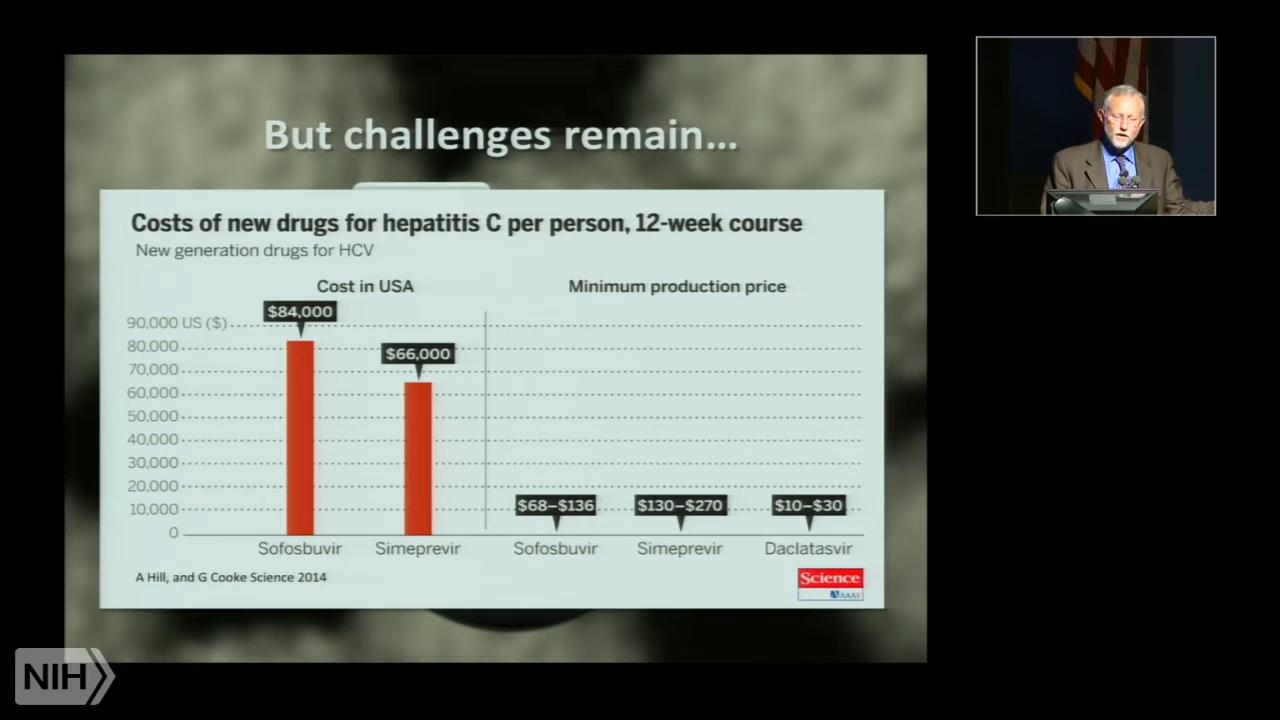 But challenges remain...
Costs of new drugs for hepatitis C per person, 12-week course
New generation drugs for HCV
Cost in USA
Minimum production price
$84,000
$66,000
90,000 US ($)
80,000
70,000
60,000
50,000
40,000
30,000
20,000
10,000
0
$68–$136
$130–$270
$10–$30
Sofosbuvir
Simeprevir
Sofosbuvir
Simeprevir
Daclatasvir
A Hill, and G Cooke Science 2014
Science
AAAS
NIH